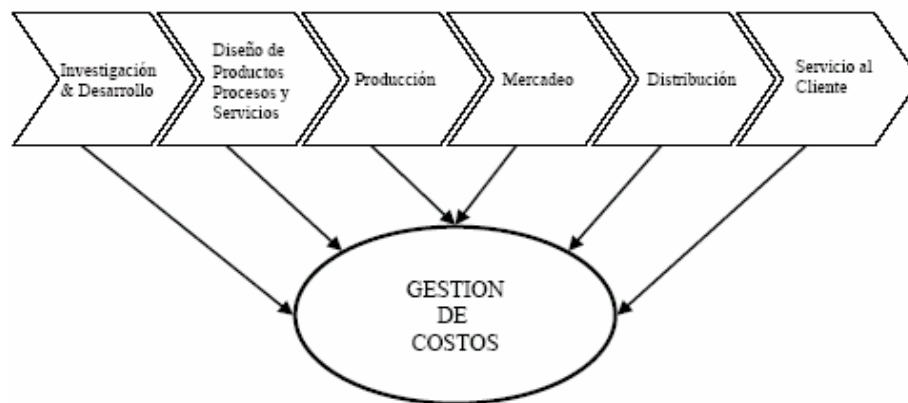 Investigación
& Desarrollo
Diseño de
Productos
Procesos y
Servicios
Producción
Mercadeo
Distribución
Servicio al
Cliente
GESTION
DE
COSTOS